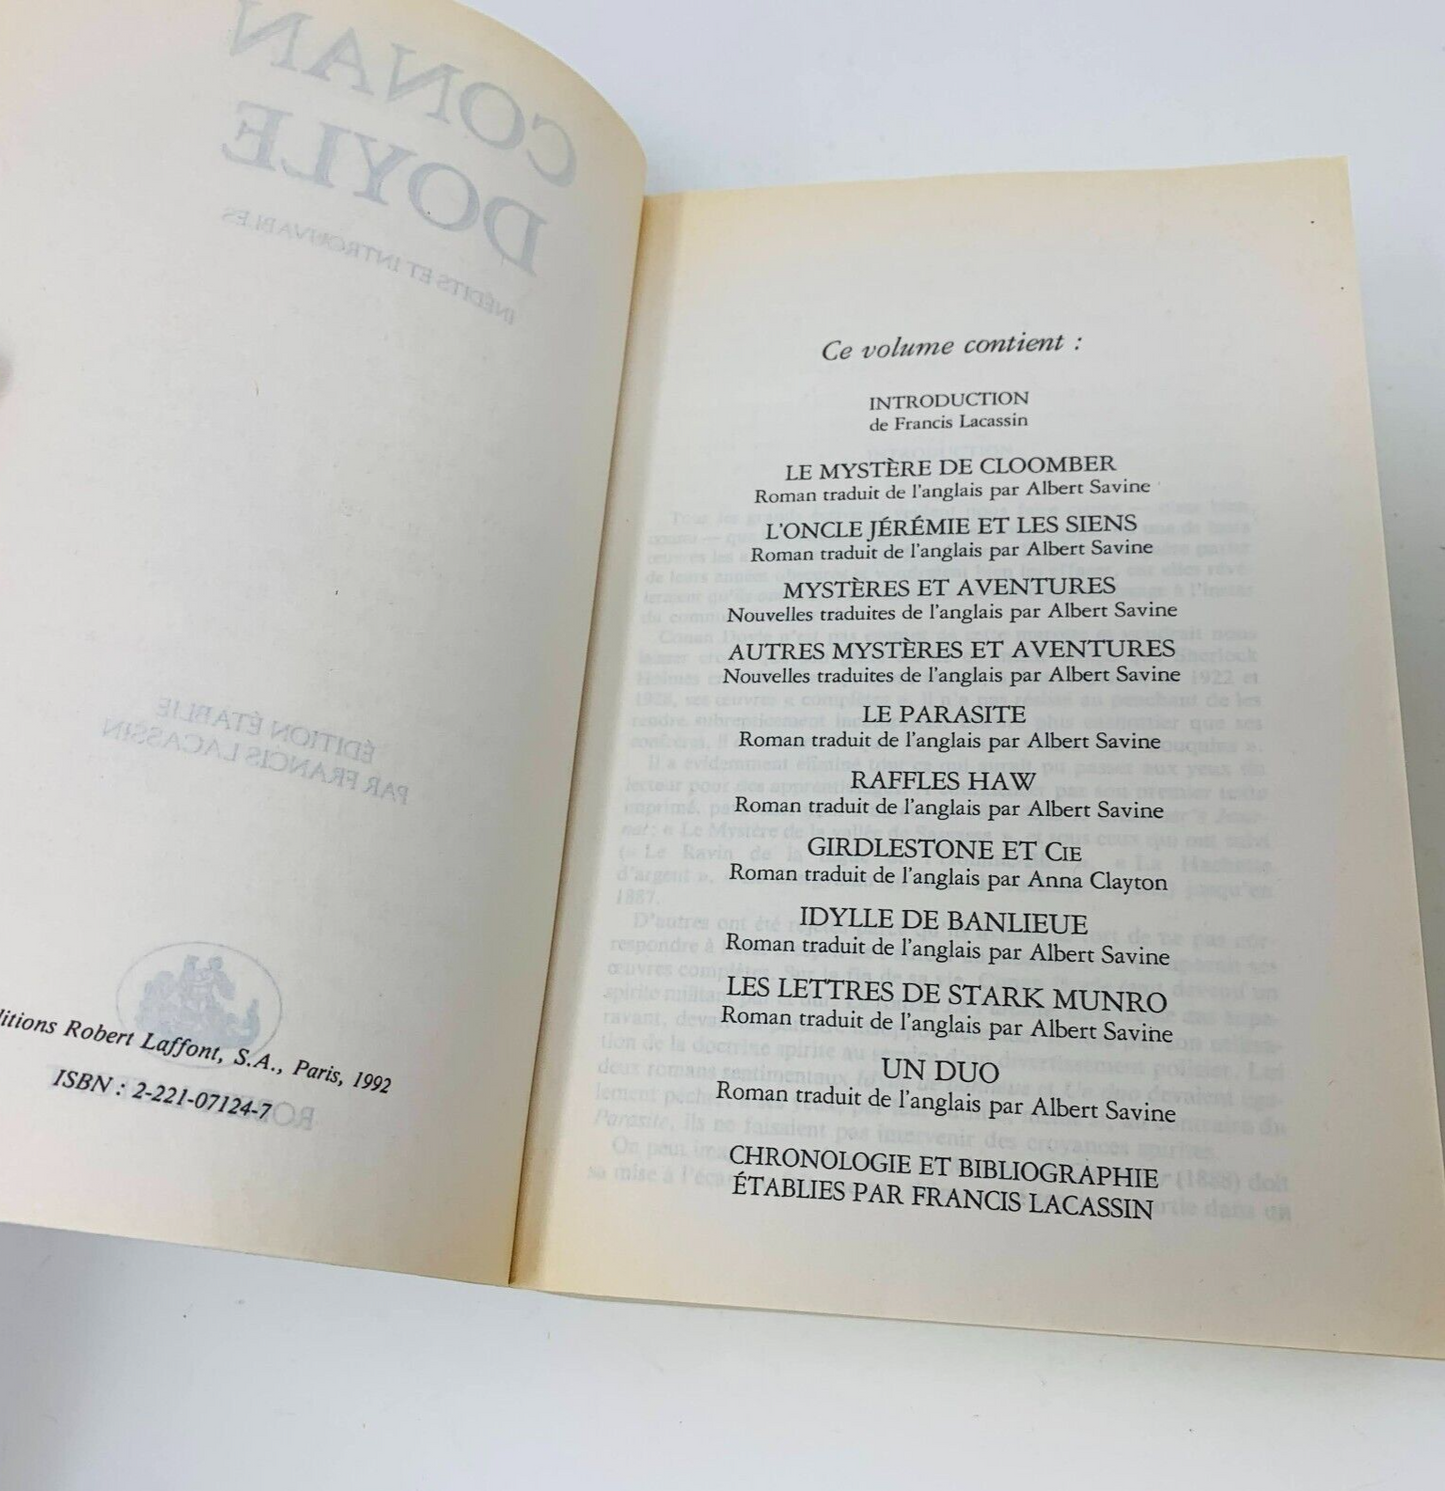 CONAN
DOYLE
INÉDITS ET INTROUVABLES
ÉDITION ÉTABLIE
PAR FRANCIS LACASSIN
Robert Laffont, S.A., Paris, 1992
ISBN : 2-221-07124-7
Ce volume contient :
INTRODUCTION
de Francis Lacassin
LE MYSTÈRE DE CLOOMBER
Roman traduit de l'anglais par Albert Savine
L'ONCLE JÉRÉMIE ET LES SIENS
Roman traduit de l'anglais par Albert Savine
MYSTÈRES ET AVENTURES
Nouvelles traduites de l'anglais par Albert Savine
AUTRES MYSTÈRES ET AVENTURES
Nouvelles traduites de l'anglais par Albert Savine
LE PARASITE
Roman traduit de l'anglais par Albert Savine
RAFFLES HAW
Roman traduit de l'anglais par Albert Savine
GIRDLESTONE ET CIE
Roman traduit de l'anglais par Anna Clayton
IDYLLE DE BANLIEUE
Roman traduit de l'anglais par Albert Savine
LES LETTRES DE STARK MUNRO
Roman traduit de l'anglais par Albert Savine
UN DUO
Roman traduit de l'anglais par Albert Savine
CHRONOLOGIE ET BIBLIOGRAPHIE
ÉTABLIES PAR FRANCIS LACASSIN